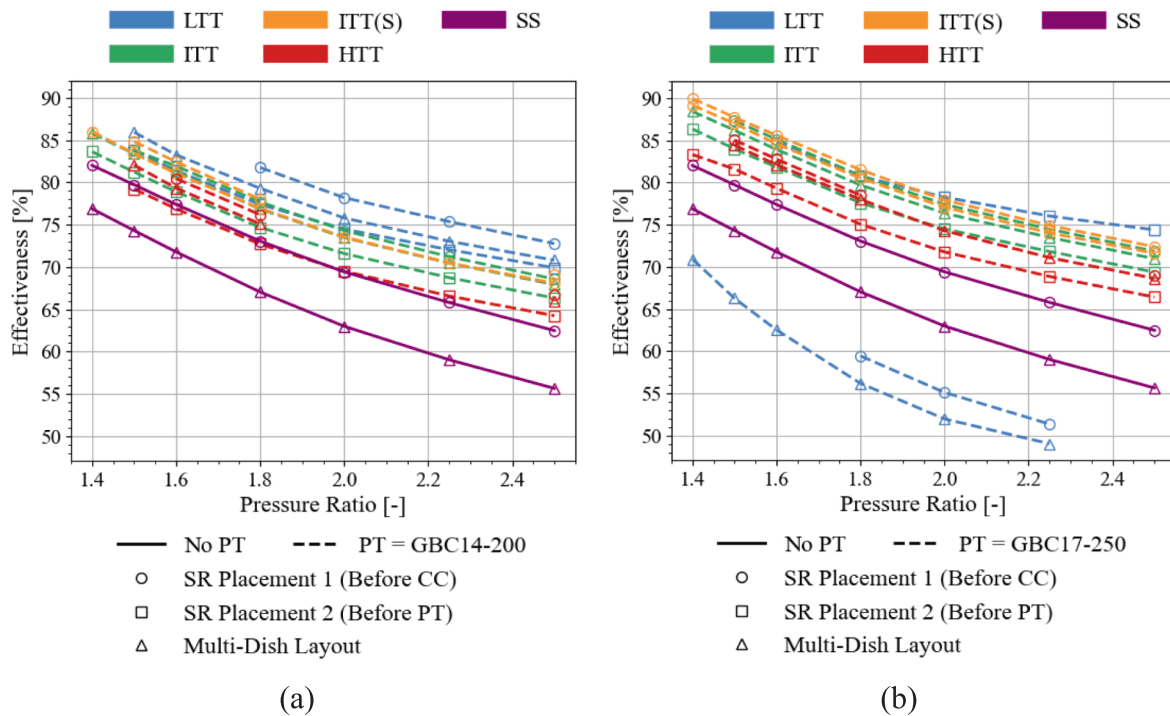 LTT ITT(S) SS
ITT HTT
90
85
80
75
70
65
60
55
50
Effectiveness [%]
1.4 1.6 1.8 2.0 2.2 2.4
Pressure Ratio [-]
No PT PT = GBC14-200
SR Placement 1 (Before CC)
SR Placement 2 (Before PT)
Multi-Dish Layout
(a)
LTT ITT(S) SS
ITT HTT
90
85
80
75
70
65
60
55
50
Effectiveness [%]
1.4 1.6 1.8 2.0 2.2 2.4
Pressure Ratio [-]
No PT PT = GBC17-250
SR Placement 1 (Before CC)
SR Placement 2 (Before PT)
Multi-Dish Layout
(b)